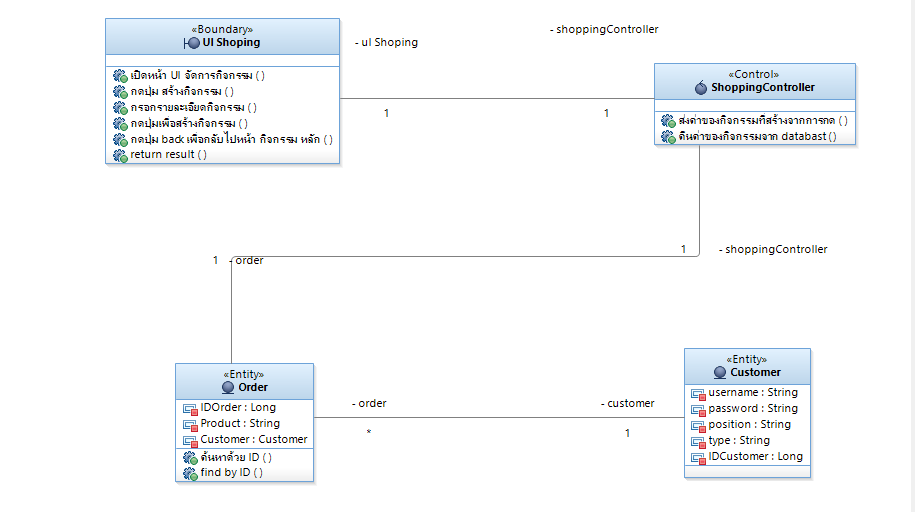 «Boundary»
UI Shoping
- uI Shoping
- shoppingController
เปิดหน้า UI จัดการกิจกรรม ( )
กดปุ่ม สร้างกิจกรรม ( )
กรอกรายละเอียดกิจกรรม ( )
กดปุ่มเพื่อสร้างกิจกรรม ( )
กดปุ่ม back เพื่อกลับไปหน้า กิจกรรม หลัก ( )
return result ( )
1
1
«Control»
ShoppingController
ส่งค่าของกิจกรรมที่สร้างจากการกด ( )
คืนค่าของกิจกรรมจาก databast ( )
1
- shoppingController
1
- order
«Entity»
Order
IDOrder : Long
Product : String
Customer : Customer
ค้นหาด้วย ID ( )
find by ID ( )
- order
- customer
*
1
«Entity»
Customer
username : String
password : String
position : String
type : String
IDCustomer : Long